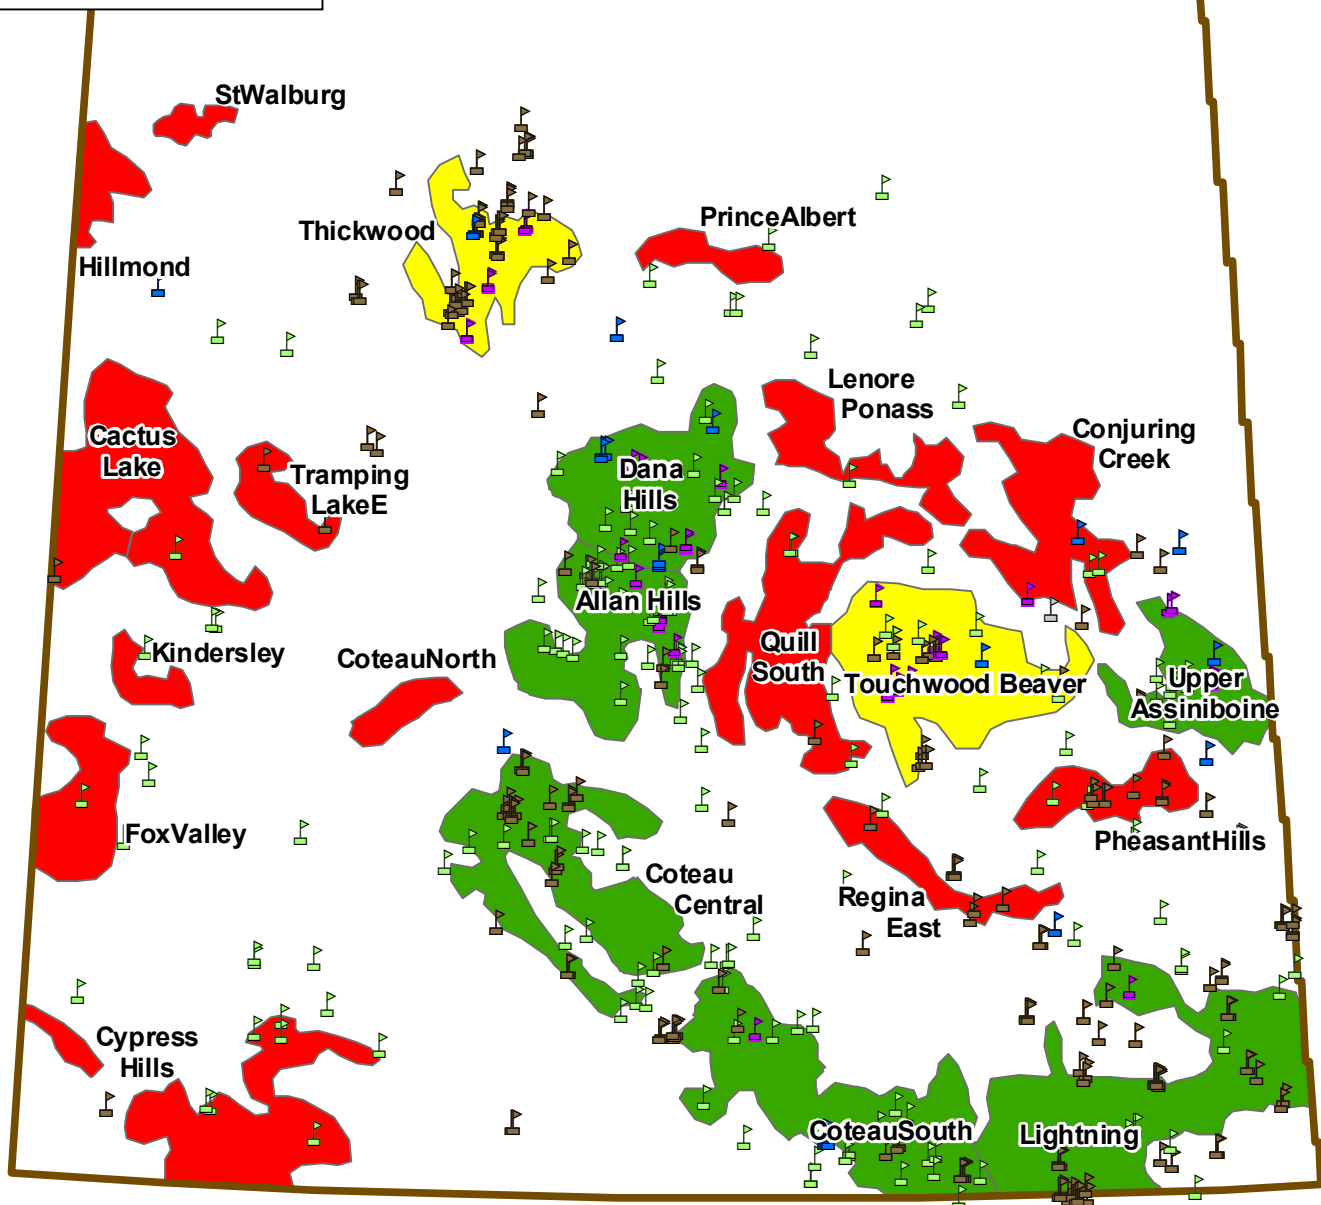 StWalburg
PrinceAlbert
Thickwood
Hillmond
Lenore
Ponass
Cactus
Lake
Conjuring
Creek
Tramping
LakeE
Dana
Hills
Allan Hills
Kindersley
CoteauNorth
Quill
South
Touchwood Beaver
Upper
Assiniboine
FoxValley
PheasantHills
Coteau
Central
Regina
East
Cypress
Hills
CoteauSouth
Lightning